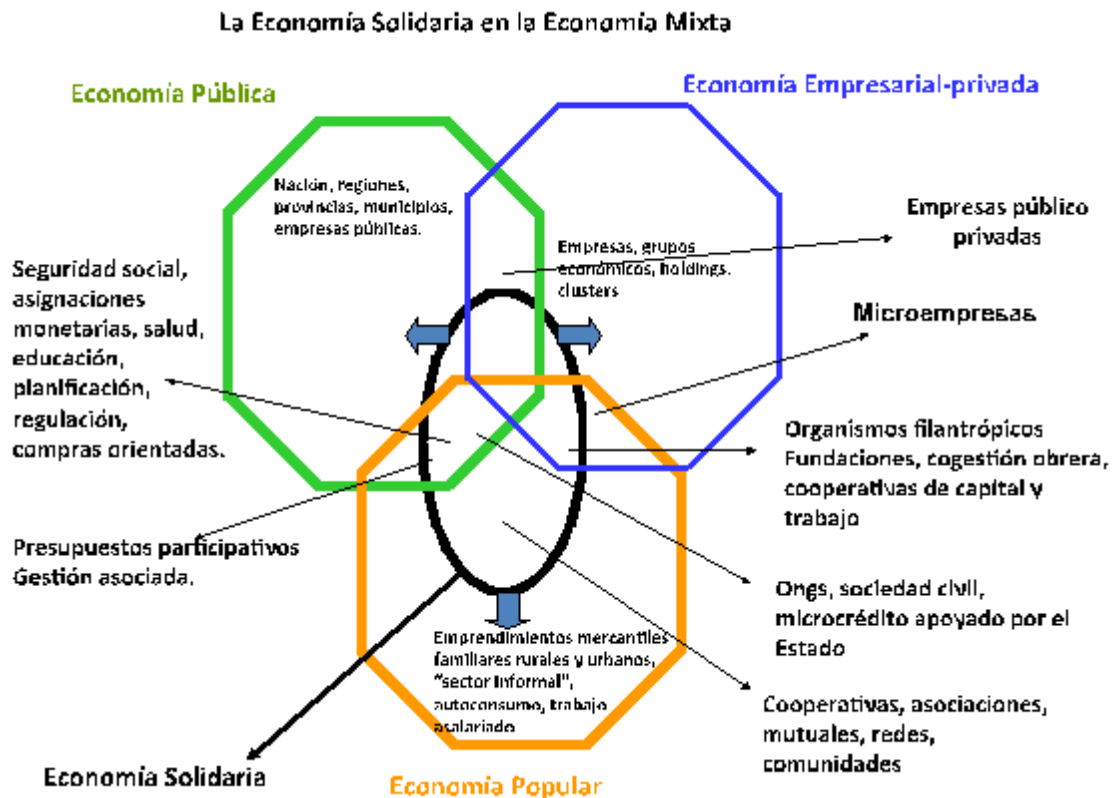 La Economía Solidaria en la Economía Mixta
Economía Pública
Economía Empresarial-privada
Nación, regiones,
provincias, municipios,
empresas públicas.
Empresas, grupos
económicos, holdings.
clusters
Empresas público
privadas
Seguridad social,
asignaciones
monetarias, salud,
educación,
planificación,
regulación,
compras orientadas.
Microempresas
Organismos filantrópicos
Fundaciones, cogestión obrera,
cooperativas de capital y
trabajo
Presupuestos participativos
Gestión asociada.
Ongs, sociedad civil,
microcrédito apoyado por el
Estado
Emprendimientos mercantiles
familiares rurales y urbanos,
"sector informal",
autoconsumo, trabajo
asalariado
Cooperativas, asociaciones,
mutuales, redes,
comunidades
Economía Solidaria
Economía Popular